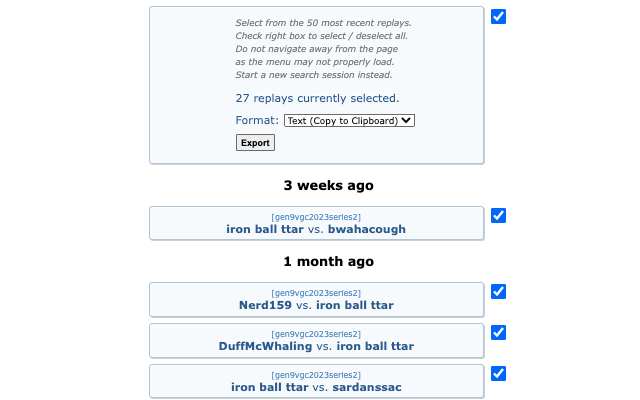 Select from the 50 most recent replays.
Check right box to select / deselect all.
Do not navigate away from the page
as the menu may not properly load.
Start a new search session instead.
27 replays currently selected.
Format: Text (Copy to Clipboard)
Export
3 weeks ago
[gen9vgc2023series2]
iron ball ttar vs. bwahacough
1 month ago
[gen9vgc2023series2]
Nerd159 vs. iron ball ttar
[gen9vgc2023series2]
DuffMcWhaling vs. iron ball ttar
[gen9vgc2023series2]
iron ball ttar vs. sardanssac